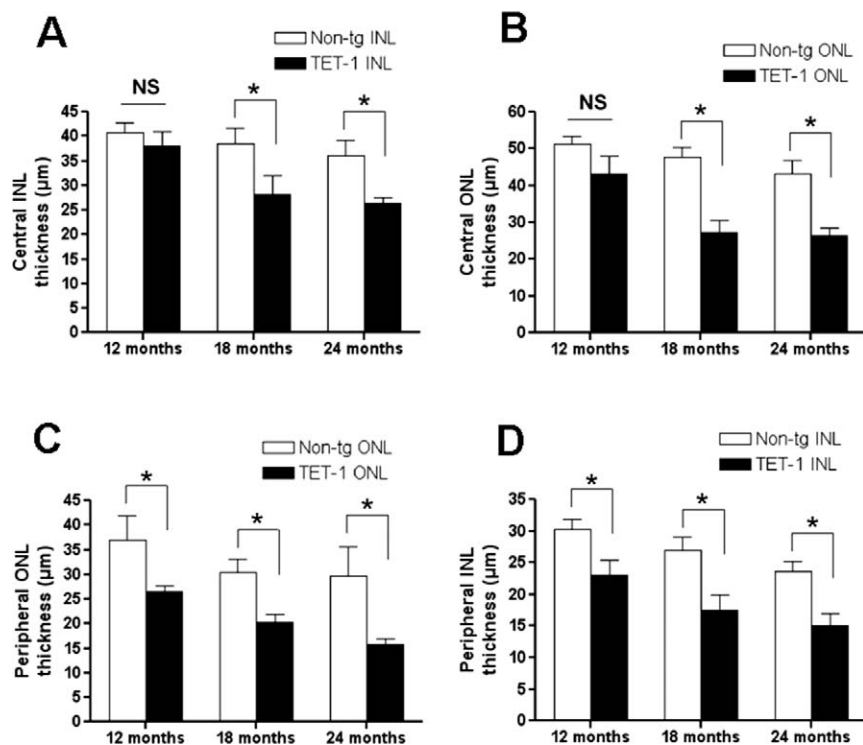 A
Non-tg INL
TET-1 INL
Central INL
thickness (µm)
45
40
35
30
25
20
15
10
5
0
NS
*
*
12 months
18 months
24 months
B
Non-tg ONL
TET-1 ONL
Central ONL
thickness (µm)
60
50
40
30
20
10
0
NS
*
*
12 months
18 months
24 months
C
Non-tg ONL
TET-1 ONL
Peripheral ONL
thickness (µm)
45
40
35
30
25
20
15
10
5
0
*
*
*
12 months
18 months
24 months
D
Non-tg INL
TET-1 INL
Peripheral INL
thickness (µm)
35
30
25
20
15
10
5
0
*
*
*
12 months
18 months
24 months